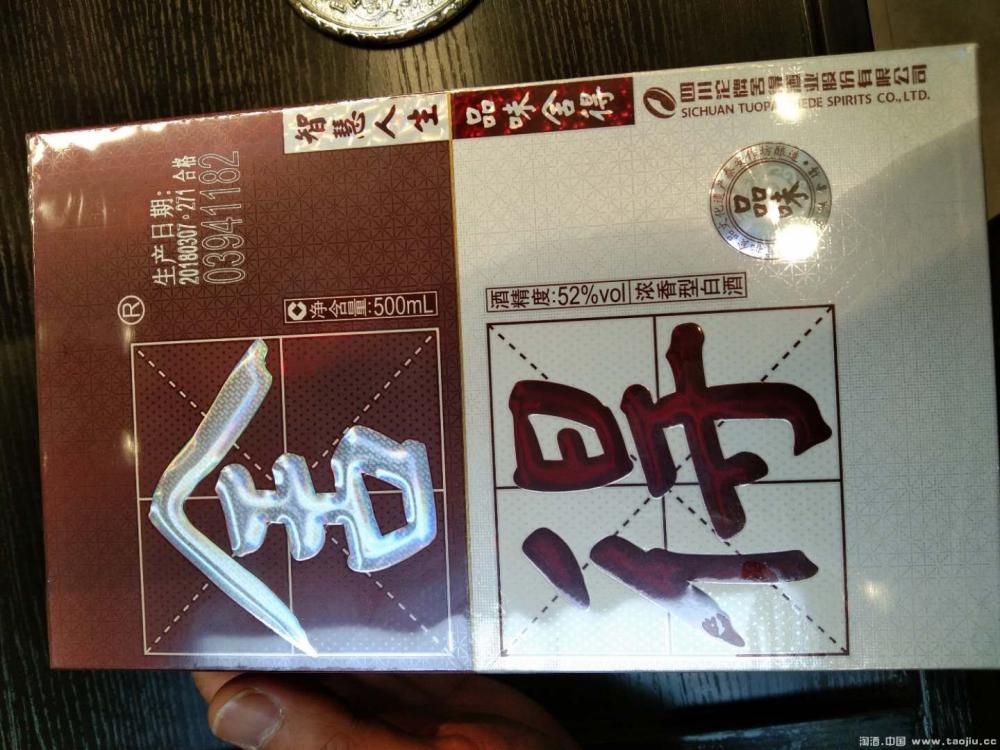 智慧人生
品味舍得
四川沱牌舍得酒业股份有限公司
SICHUAN TUOPAI SHEDE SPIRITS CO.,LTD.
生产日期:
20180307。271 合格
03941182
品味
净含量:500mL
酒精度:52%vol 浓香型白酒
®
舍
得
淘酒.中国 www.taojiu.cc